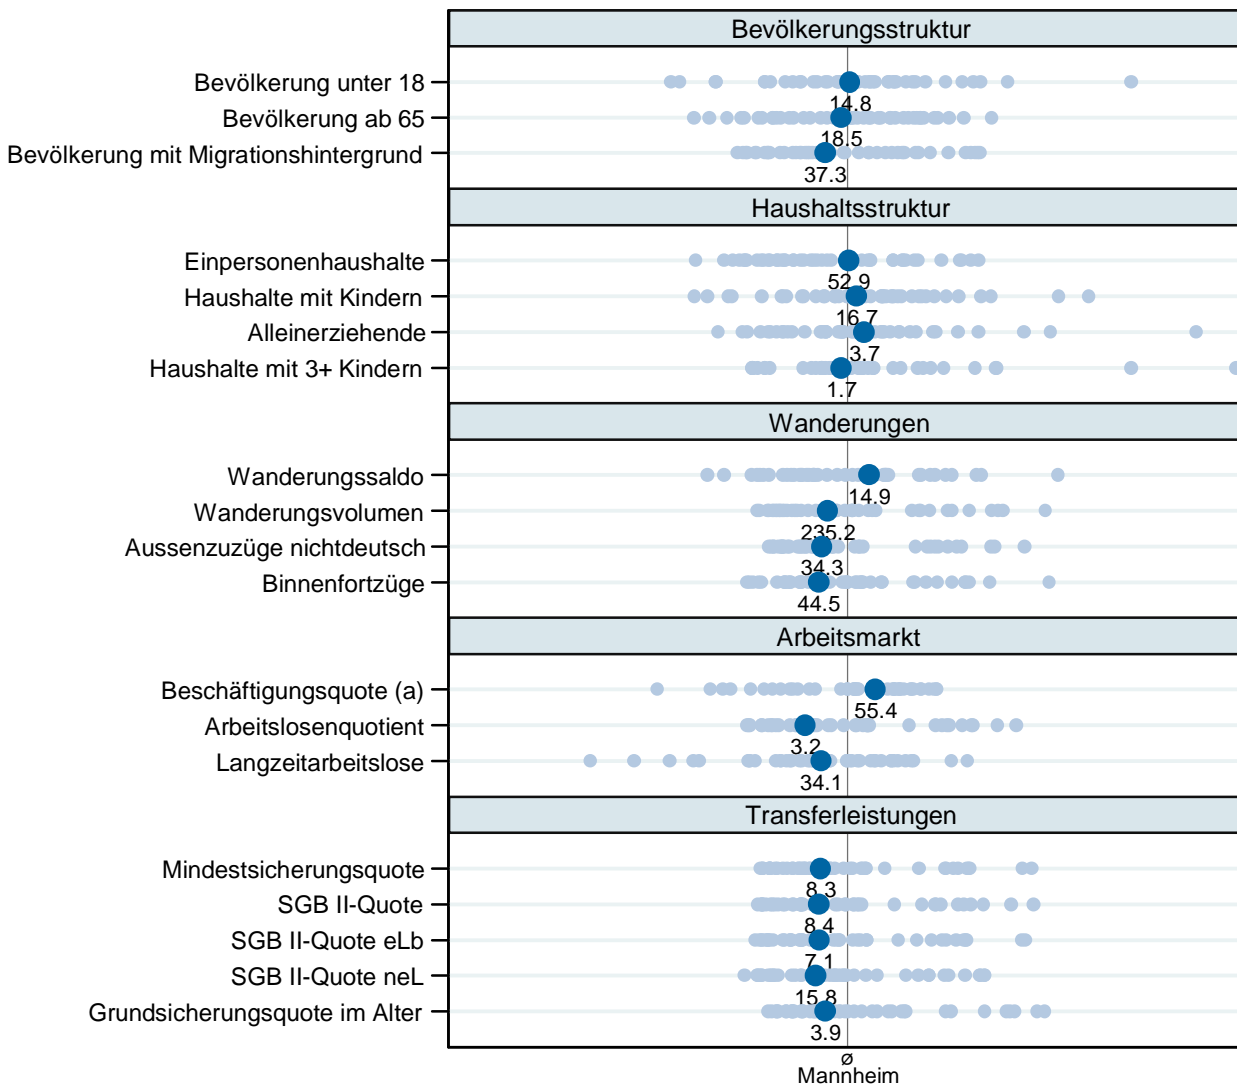 Bevölkerungsstruktur
Bevölkerung unter 18
14.8
Bevölkerung ab 65
18.5
Bevölkerung mit Migrationshintergrund
37.3
Haushaltsstruktur
Einpersonenhaushalte
52.9
Haushalte mit Kindern
16.7
Alleinerziehende
3.7
Haushalte mit 3+ Kindern
1.7
Wanderungen
Wanderungssaldo
14.9
Wanderungsvolumen
235.2
Aussenzuzüge nichtdeutsch
34.3
Binnenfortzüge
44.5
Arbeitsmarkt
Beschäftigungsquote (a)
55.4
Arbeitslosenquotient
3.2
Langzeitarbeitslose
34.1
Transferleistungen
Mindestsicherungsquote
8.3
SGB II-Quote
8.4
SGB II-Quote eLb
7.1
SGB II-Quote neL
15.8
Grundsicherungsquote im Alter
3.9
ø
Mannheim